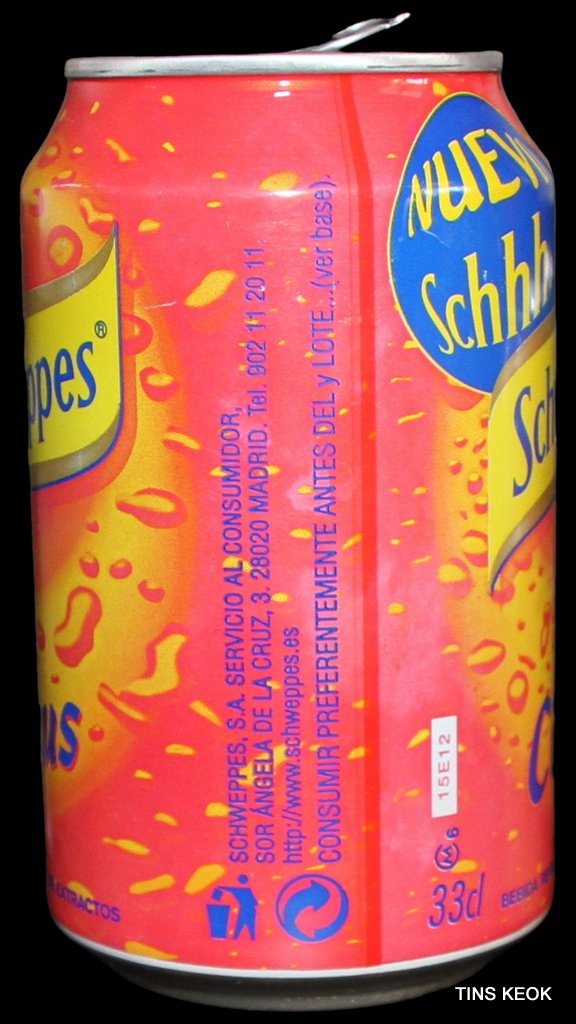 NUEV
Schhh
Sch
ppes®
us
SCHWEPPES, S.A. SERVICIO AL CONSUMIDOR,
SOR ÁNGELA DE LA CRUZ, 3. 28020 MADRID. Tel. 902 11 20 11.
http://www.schweppes.es
CONSUMIR PREFERENTEMENTE ANTES DEL y LOTE...(ver base).
15E12
M6
33cl
EXTRACTOS
BEBIDA
TINS KEOK